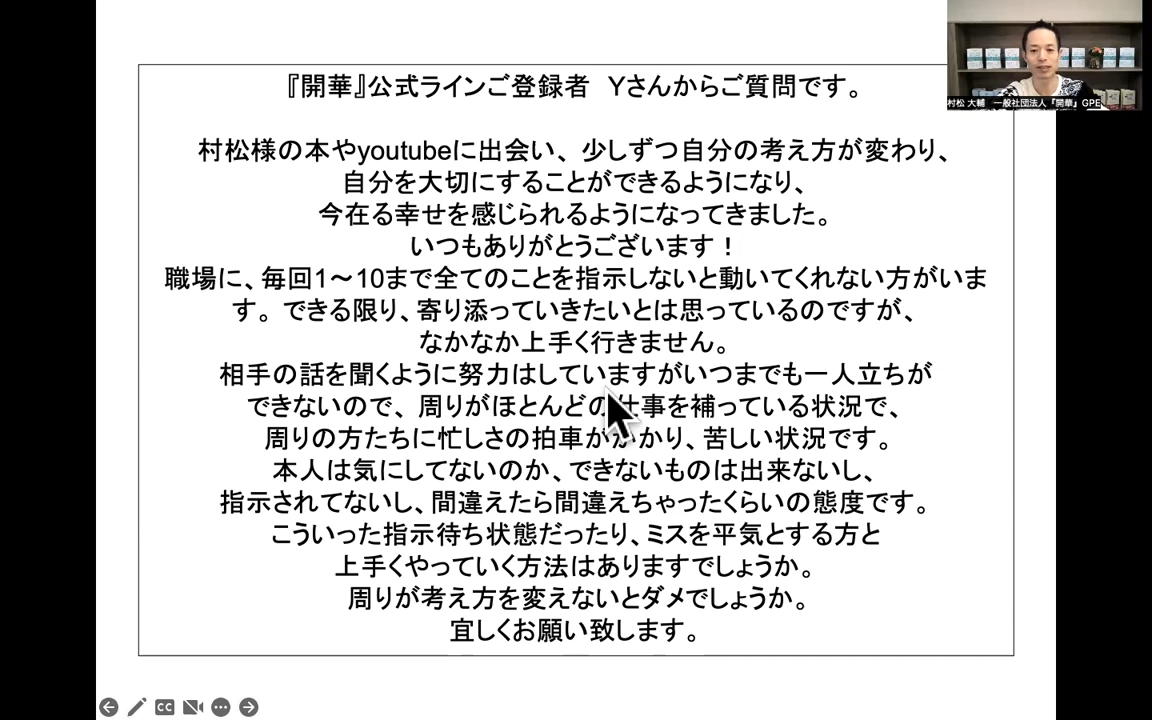 『開華』公式ラインご登録者　Yさんからご質問です。
村松様の本やyoutubeに出会い、少しずつ自分の考え方が変わり、
自分を大切にすることができるようになり、
今在る幸せを感じられるようになってきました。
いつもありがとうございます！
職場に、毎回1〜10まで全てのことを指示しないと動いてくれない方がいま
す。できる限り、寄り添っていきたいとは思っているのですが、
なかなか上手く行きません。
相手の話を聞くように努力はしていますがいつまでも一人立ちが
できないので、周りがほとんどの仕事を補っている状況で、
周りの方たちに忙しさの拍車がかかり、苦しい状況です。
本人は気にしてないのか、できないものは出来ないし、
指示されてないし、間違えたら間違えちゃったくらいの態度です。
こういった指示待ち状態だったり、ミスを平気とする方と
上手くやっていく方法はありますでしょうか。
周りが考え方を変えないとダメでしょうか。
宜しくお願い致します。
村松 大輔　一般社団法人『開華』GPE
CC